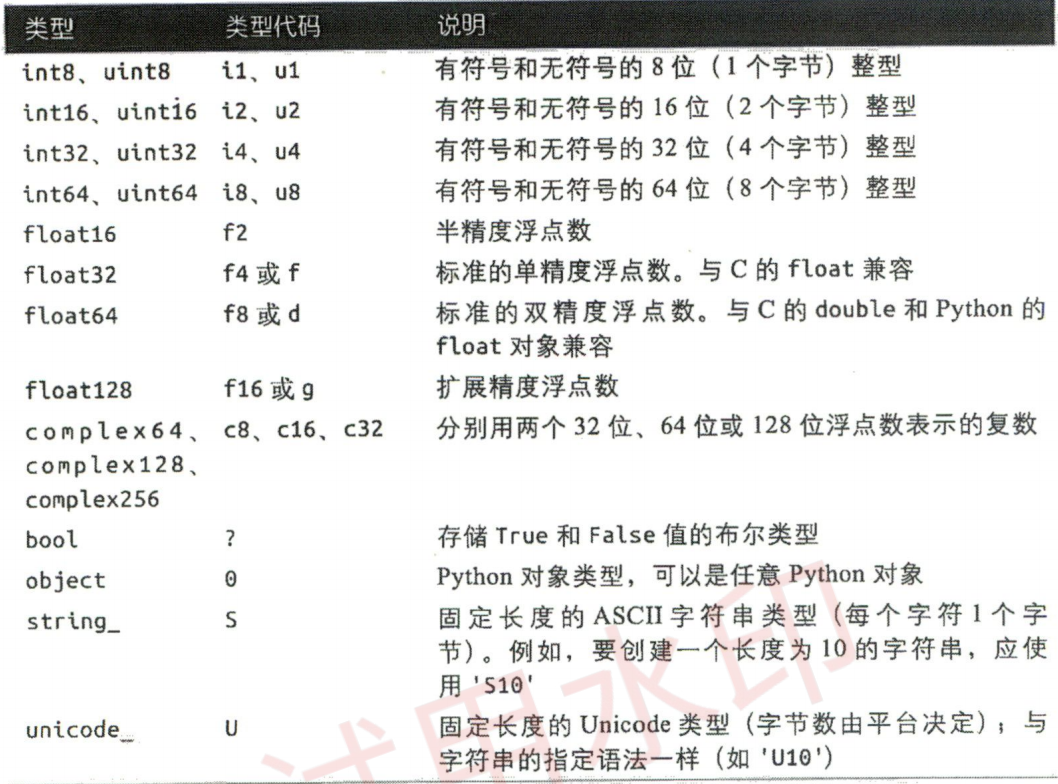 类型 类型代码 说明
int8、uint8 i1、u1 有符号和无符号的 8 位（1 个字节）整型
int16、uint16 i2、u2 有符号和无符号的 16 位（2 个字节）整型
int32、uint32 i4、u4 有符号和无符号的 32 位（4 个字节）整型
int64、uint64 i8、u8 有符号和无符号的 64 位（8 个字节）整型
float16 f2 半精度浮点数
float32 f4 或 f 标准的单精度浮点数。与 C 的 float 兼容
float64 f8 或 d 标准的双精度浮点数。与 C 的 double 和 Python 的
float 对象兼容
float128 f16 或 g 扩展精度浮点数
complex64、 c8、c16、c32 分别用两个 32 位、64 位或 128 位浮点数表示的复数
complex128、
complex256
bool ? 存储 True 和 False 值的布尔类型
object O Python 对象类型，可以是任意 Python 对象
string_ S 固定长度的 ASCII 字符串类型（每个字符 1 个字
节）。例如，要创建一个长度为 10 的字符串，应使
用 'S10'
unicode_ U 固定长度的 Unicode 类型（字节数由平台决定）；与
字符串的指定语法一样（如 'U10'）
试用水印